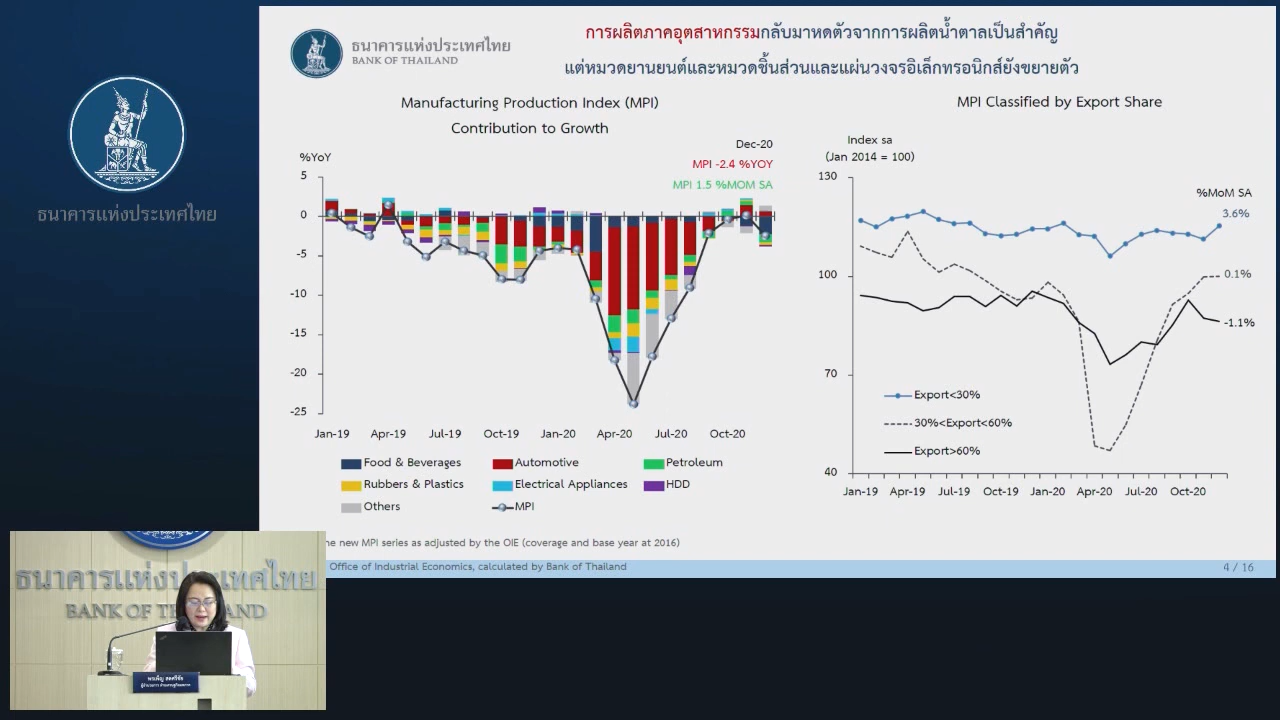 ธนาคารแห่งประเทศไทย
ธนาคารแห่งประเทศไทย
BANK OF THAILAND
การผลิตภาคอุตสาหกรรมกลับมาหดตัวจากการผลิตน้ำตาลเป็นสำคัญ
แต่หมวดยานยนต์และหมวดชิ้นส่วนและแผ่นวงจรอิเล็กทรอนิกส์ยังขยายตัว
Manufacturing Production Index (MPI)
Contribution to Growth
%YoY
Dec-20
MPI -2.4 %YOY
MPI 1.5 %MOM SA
5
0
-5
-10
-15
-20
-25
Jan-19 Apr-19 Jul-19 Oct-19 Jan-20 Apr-20 Jul-20 Oct-20
Food & Beverages Automotive Petroleum
Rubbers & Plastics Electrical Appliances HDD
Others MPI
MPI Classified by Export Share
Index sa
(Jan 2014 = 100)
%MoM SA
3.6%
0.1%
-1.1%
130
100
70
40
Export<30%
30%<Export<60%
Export>60%
Jan-19 Apr-19 Jul-19 Oct-19 Jan-20 Apr-20 Jul-20 Oct-20
new MPI series as adjusted by the OIE (coverage and base year at 2016)
Office of Industrial Economics, calculated by Bank of Thailand
4 / 16
ธนาคารแห่งประเทศไทย
BANK OF THAILAND